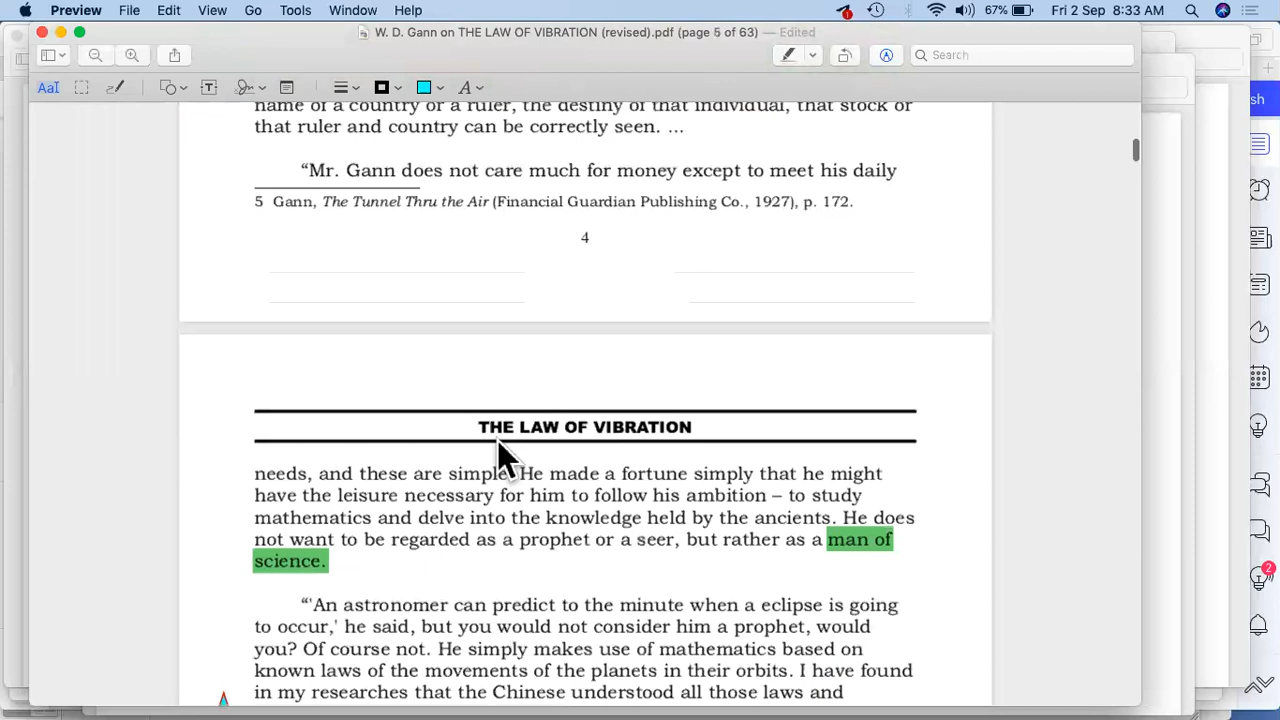 Preview File Edit View Go Tools Window Help 67% Fri 2 Sep 8:33 AM
W. D. Gann on THE LAW OF VIBRATION (revised).pdf (page 5 of 63) — Edited
Search
AaI T A
sh
name of a country or a ruler, the destiny of that individual, that stock or
that ruler and country can be correctly seen. ...
“Mr. Gann does not care much for money except to meet his daily
5 Gann, The Tunnel Thru the Air (Financial Guardian Publishing Co., 1927), p. 172.
4
THE LAW OF VIBRATION
needs, and these are simple. He made a fortune simply that he might
have the leisure necessary for him to follow his ambition – to study
mathematics and delve into the knowledge held by the ancients. He does
not want to be regarded as a prophet or a seer, but rather as a man of
science.
“'An astronomer can predict to the minute when a eclipse is going
to occur,' he said, but you would not consider him a prophet, would
you? Of course not. He simply makes use of mathematics based on
known laws of the movements of the planets in their orbits. I have found
in my researches that the Chinese understood all those laws and
2